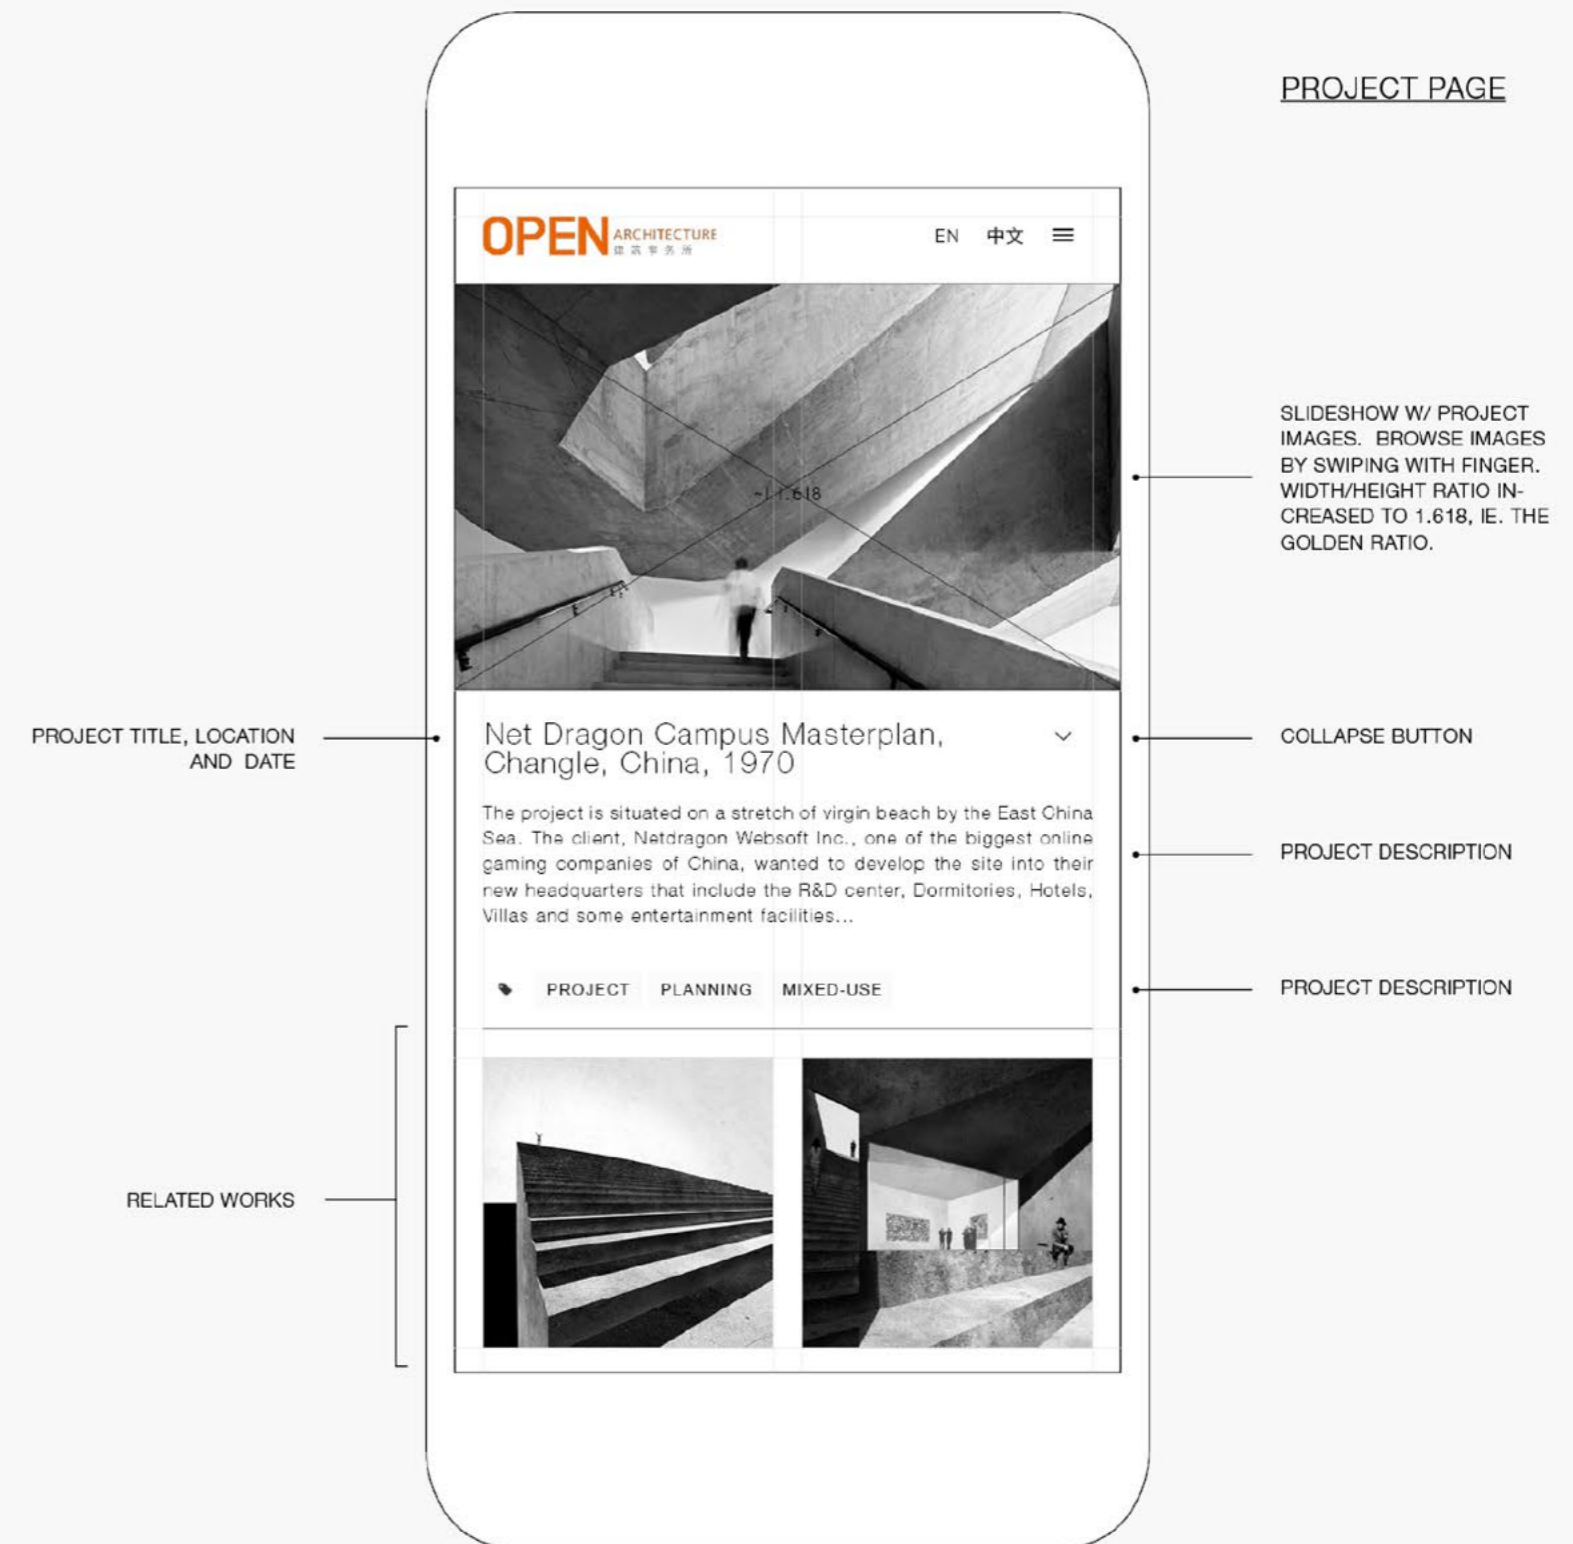 PROJECT PAGE
OPEN ARCHITECTURE
建筑事务所
EN 中文
~1:1.618
SLIDESHOW W/ PROJECT
IMAGES. BROWSE IMAGES
BY SWIPING WITH FINGER.
WIDTH/HEIGHT RATIO IN-
CREASED TO 1.618, IE. THE
GOLDEN RATIO.
PROJECT TITLE, LOCATION
AND DATE
Net Dragon Campus Masterplan,
Changle, China, 1970
COLLAPSE BUTTON
The project is situated on a stretch of virgin beach by the East China
Sea. The client, Netdragon Websoft Inc., one of the biggest online
gaming companies of China, wanted to develop the site into their
new headquarters that include the R&D center, Dormitories, Hotels,
Villas and some entertainment facilities...
PROJECT DESCRIPTION
PROJECT PLANNING MIXED-USE
PROJECT DESCRIPTION
RELATED WORKS